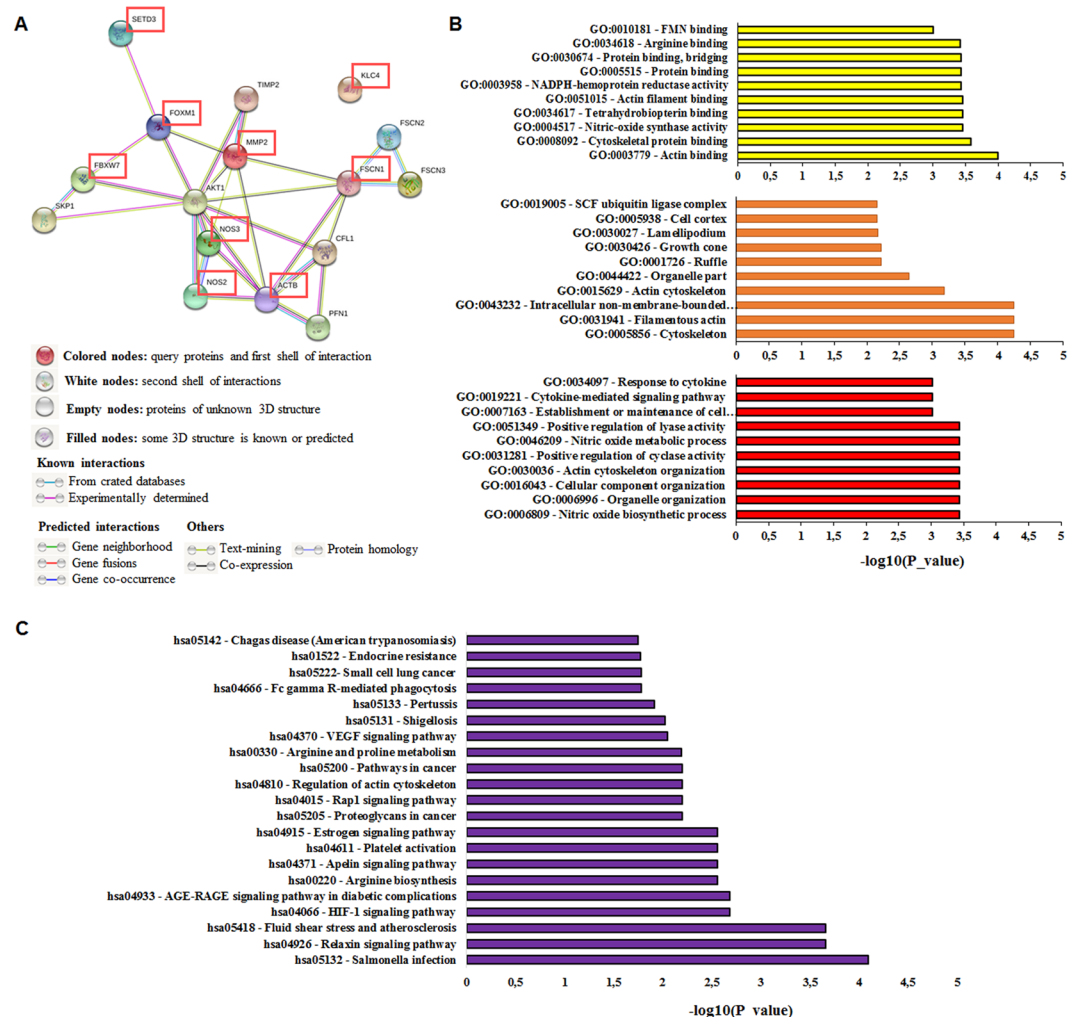 A
SETD3
KLC4
TIMP2
FOXM1
FSCN2
MMP2
FBXW7
FSCN1
FSCN3
AKT1
SKP1
NOS3
CFL1
NOS2
ACTB
PFN1
Colored nodes: query proteins and first shell of interaction
White nodes: second shell of interactions
Empty nodes: proteins of unknown 3D structure
Filled nodes: some 3D structure is known or predicted
Known interactions
From crated databases
Experimentally determined
Predicted interactions
Gene neighborhood
Gene fusions
Gene co-occurrence
Others
Text-mining
Co-expression
Protein homology
B
GO:0010181 - FMN binding
GO:0034618 - Arginine binding
GO:0030674 - Protein binding, bridging
GO:0005515 - Protein binding
GO:0003958 - NADPH-hemoprotein reductase activity
GO:0051015 - Actin filament binding
GO:0034617 - Tetrahydrobiopterin binding
GO:0004517 - Nitric-oxide synthase activity
GO:0008092 - Cytoskeletal protein binding
GO:0003779 - Actin binding
0 0,5 1 1,5 2 2,5 3 3,5 4 4,5 5
GO:0019005 - SCF ubiquitin ligase complex
GO:0005938 - Cell cortex
GO:0030027 - Lamellipodium
GO:0030426 - Growth cone
GO:0001726 - Ruffle
GO:0044422 - Organelle part
GO:0015629 - Actin cytoskeleton
GO:0043232 - Intracellular non-membrane-bounded...
GO:0031941 - Filamentous actin
GO:0005856 - Cytoskeleton
0 0,5 1 1,5 2 2,5 3 3,5 4 4,5 5
GO:0034097 - Response to cytokine
GO:0019221 - Cytokine-mediated signaling pathway
GO:0007163 - Establishment or maintenance of cell...
GO:0051349 - Positive regulation of lyase activity
GO:0046209 - Nitric oxide metabolic process
GO:0031281 - Positive regulation of cyclase activity
GO:0030036 - Actin cytoskeleton organization
GO:0016043 - Cellular component organization
GO:0006996 - Organelle organization
GO:0006809 - Nitric oxide biosynthetic process
0 0,5 1 1,5 2 2,5 3 3,5 4 4,5 5
-log10(P_value)
C
hsa05142 - Chagas disease (American trypanosomiasis)
hsa01522 - Endocrine resistance
hsa05222- Small cell lung cancer
hsa04666 - Fc gamma R-mediated phagocytosis
hsa05133 - Pertussis
hsa05131 - Shigellosis
hsa04370 - VEGF signaling pathway
hsa00330 - Arginine and proline metabolism
hsa05200 - Pathways in cancer
hsa04810 - Regulation of actin cytoskeleton
hsa04015 - Rap1 signaling pathway
hsa05205 - Proteoglycans in cancer
hsa04915 - Estrogen signaling pathway
hsa04611 - Platelet activation
hsa04371 - Apelin signaling pathway
hsa00220 - Arginine biosynthesis
hsa04933 - AGE-RAGE signaling pathway in diabetic complications
hsa04066 - HIF-1 signaling pathway
hsa05418 - Fluid shear stress and atherosclerosis
hsa04926 - Relaxin signaling pathway
hsa05132 - Salmonella infection
0 0,5 1 1,5 2 2,5 3 3,5 4 4,5 5
-log10(P_value)